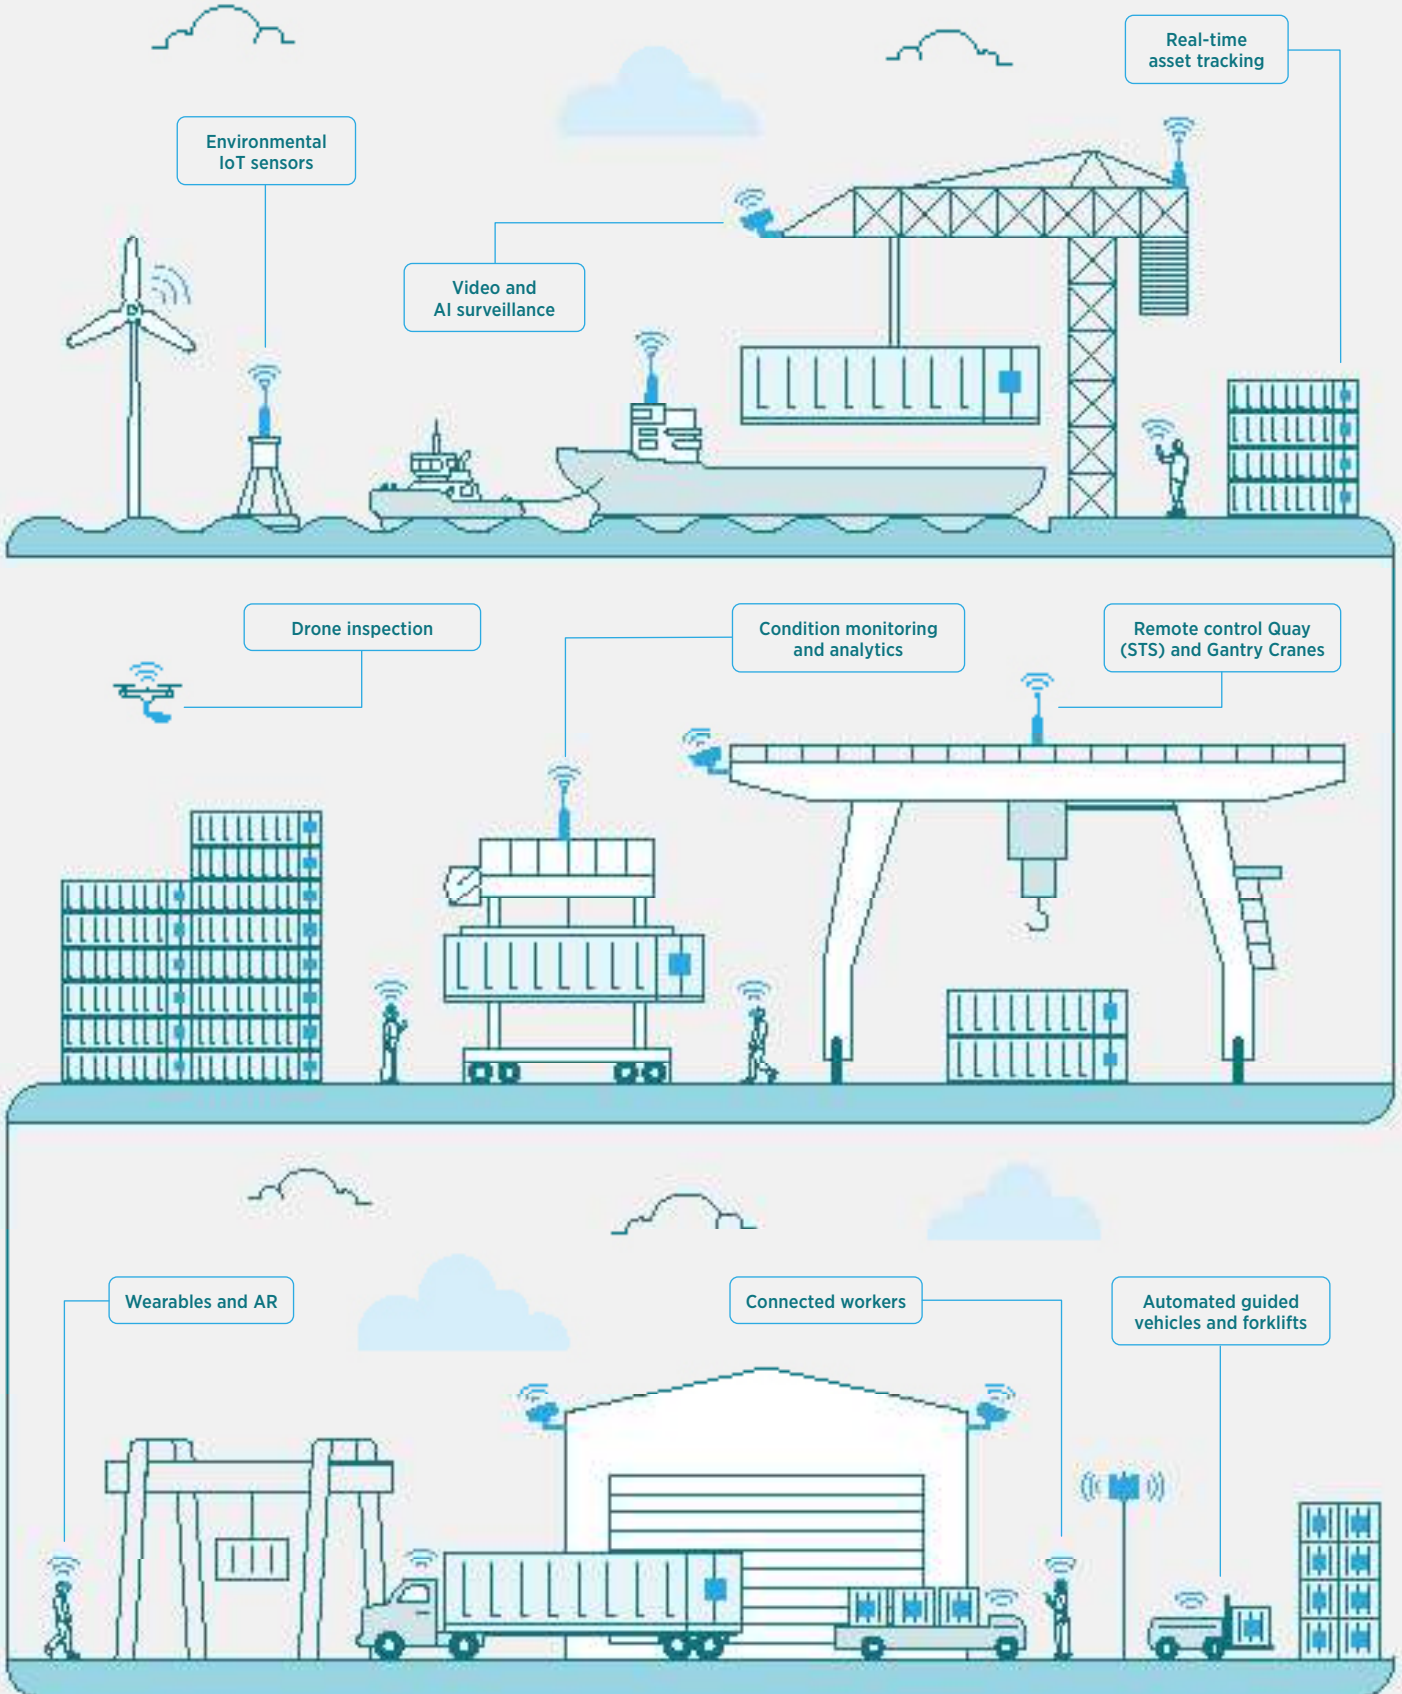 Real-time
asset tracking
Environmental
IoT sensors
Video and
AI surveillance
Drone inspection
Condition monitoring
and analytics
Remote control Quay
(STS) and Gantry Cranes
Wearables and AR
Connected workers
Automated guided
vehicles and forklifts